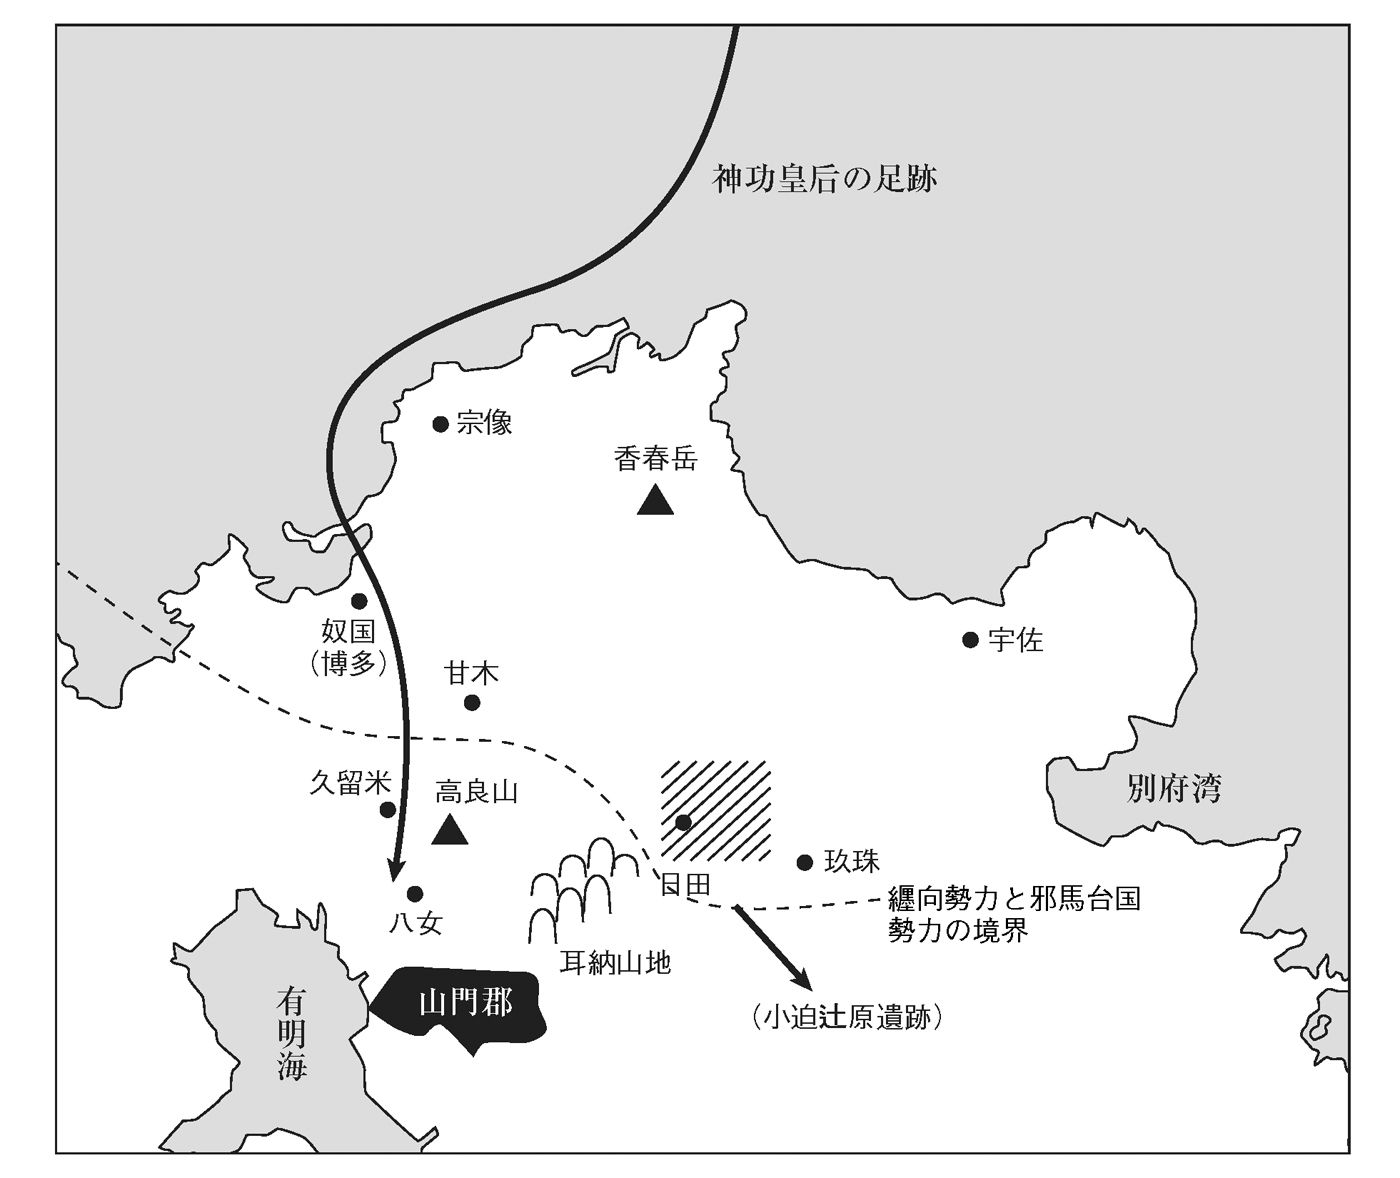 神功皇后の足跡
宗像
香春岳
奴国
（博多）
宇佐
甘木
久留米
高良山
別府湾
玖珠
日田
纒向勢力と邪馬台国
勢力の境界
八女
耳納山地
山門郡
有明海
（小迫辻原遺跡）